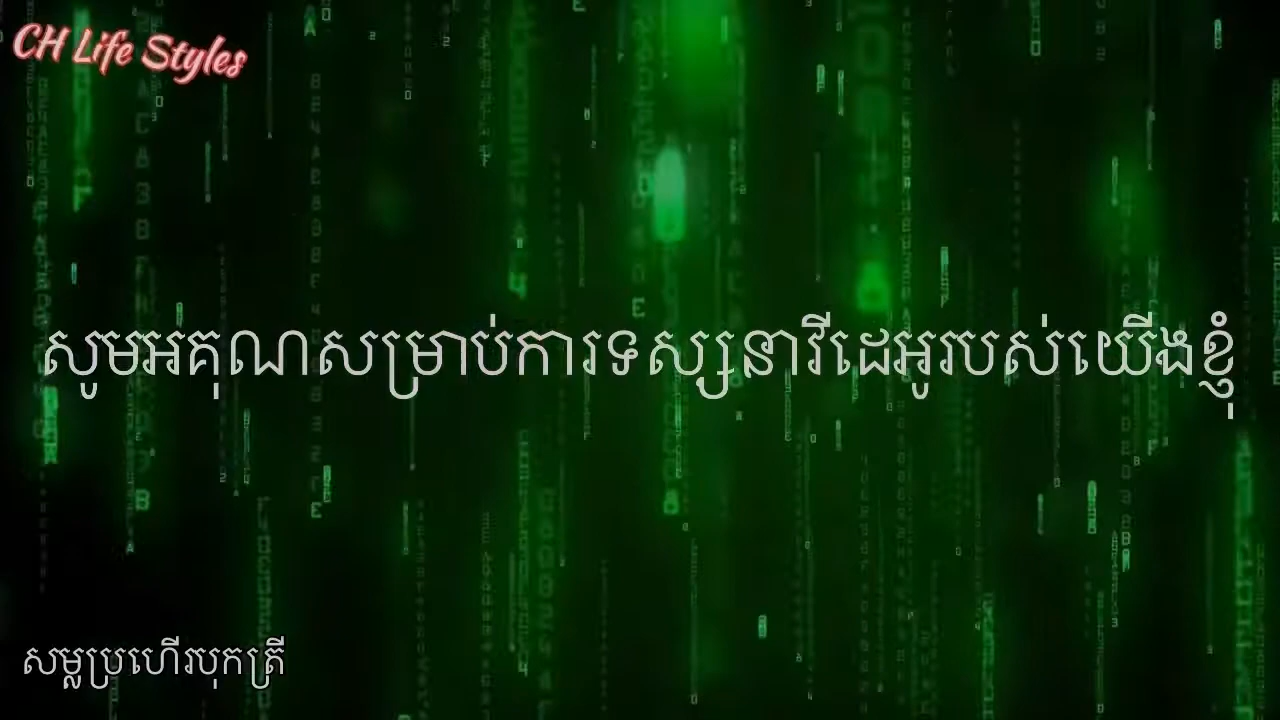 CH Life Styles
សូមអរគុណសម្រាប់ការទស្សនាវីដេអូរបស់យើងខ្ញុំ
សម្លប្រហើរបុកត្រី